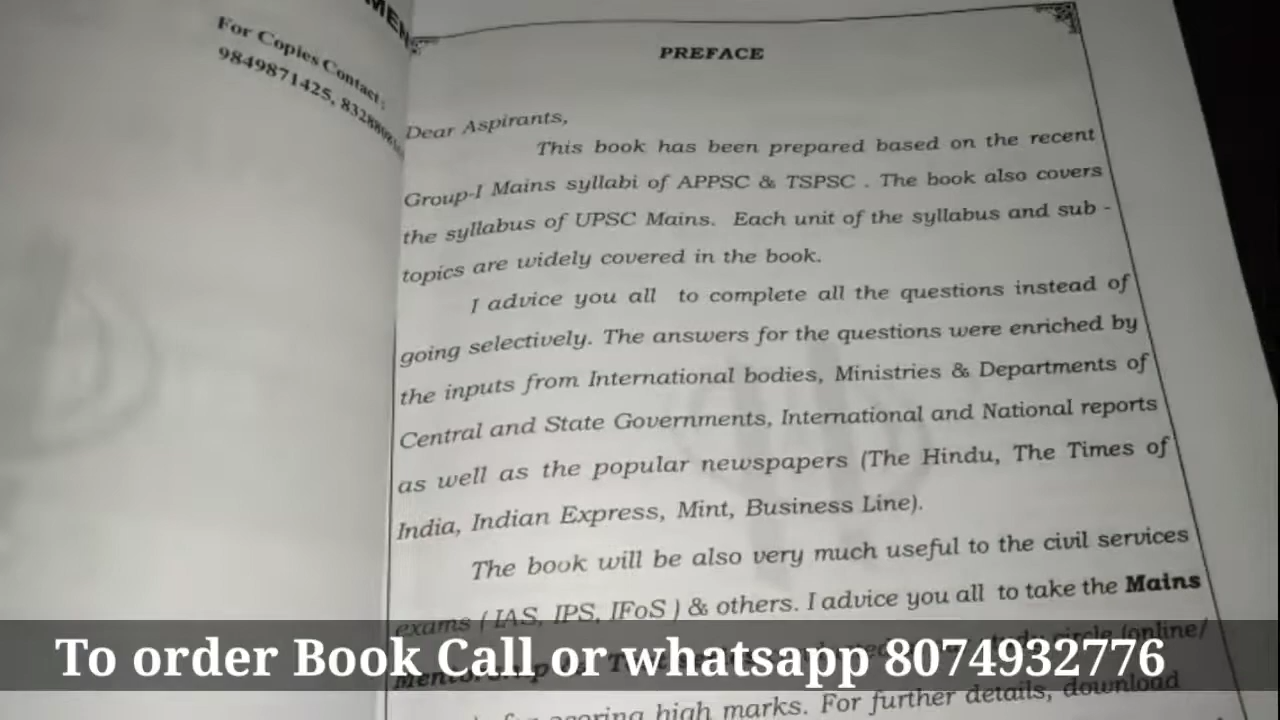 MEN
For Copies Contact :
9849871425, 83288
PREFACE
Dear Aspirants,
This book has been prepared based on the recent
Group-I Mains syllabi of APPSC & TSPSC . The book also covers
the syllabus of UPSC Mains. Each unit of the syllabus and sub -
topics are widely covered in the book.
I advice you all to complete all the questions instead of
going selectively. The answers for the questions were enriched by
the inputs from International bodies, Ministries & Departments of
Central and State Governments, International and National reports
as well as the popular newspapers (The Hindu, The Times of
India, Indian Express, Mint, Business Line).
The book will be also very much useful to the civil services
exams ( IAS, IPS, IFoS ) & others. I advice you all to take the Mains
study circle (online/
To order Book Call or whatsapp 8074932776
scoring high marks. For further details, download